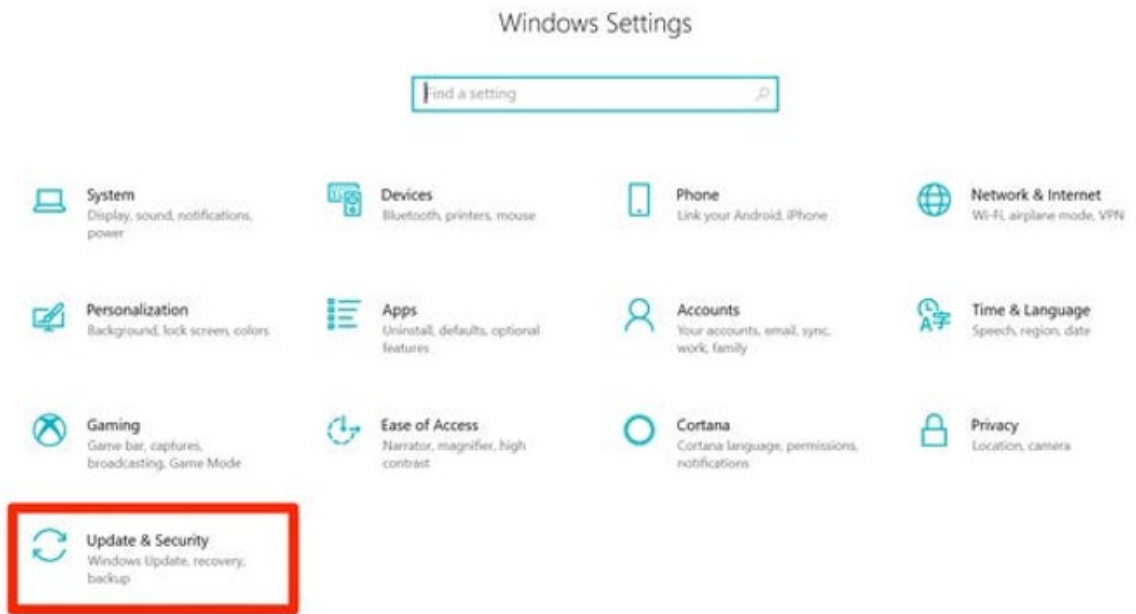 Windows Settings
Find a setting
System
Display, sound, notifications,
power
Devices
Bluetooth, printers, mouse
Phone
Link your Android, iPhone
Network & Internet
Wi-Fi, airplane mode, VPN
Personalization
Background, lock screen, colors
Apps
Uninstall, defaults, optional
features
Accounts
Your accounts, email, sync,
work, family
Time & Language
Speech, region, date
Gaming
Game bar, captures,
broadcasting, Game Mode
Ease of Access
Narrator, magnifier, high
contrast
Cortana
Cortana language, permissions,
notifications
Privacy
Location, camera
Update & Security
Windows Update, recovery,
backup